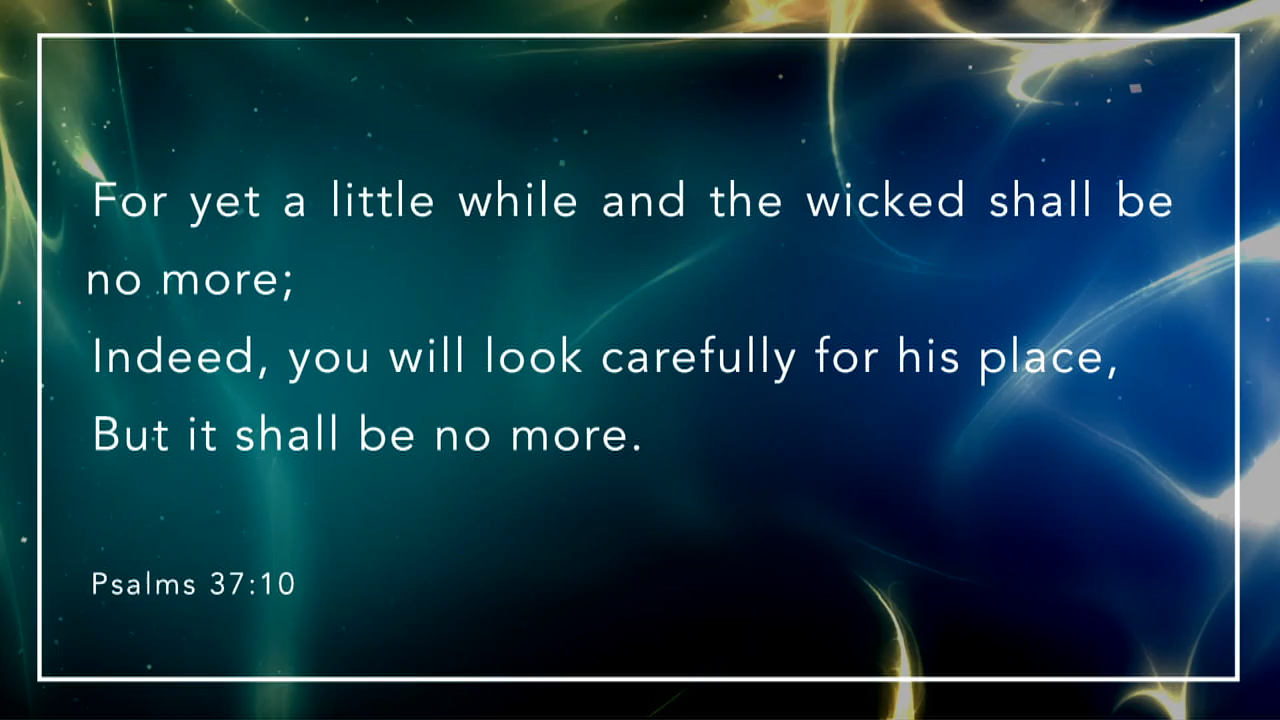 For yet a little while and the wicked shall be
no more;
Indeed, you will look carefully for his place,
But it shall be no more.
Psalms 37:10